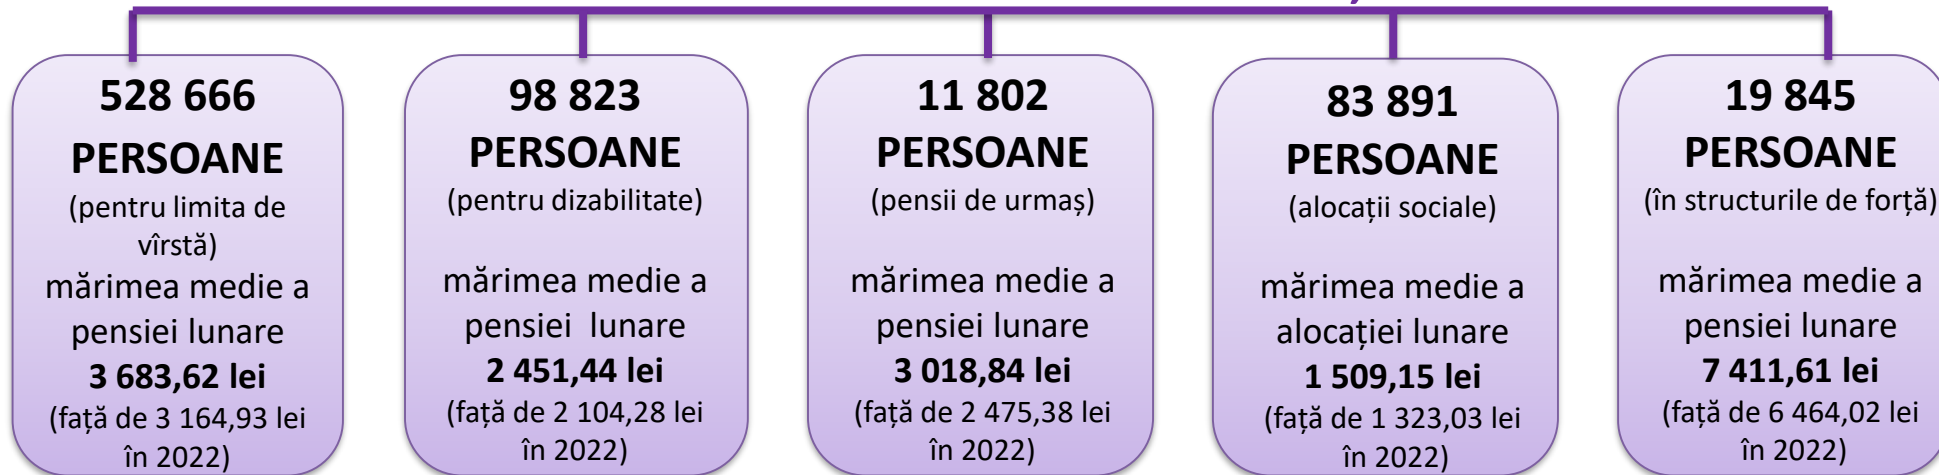 528 666
PERSOANE
(pentru limita de
vîrstă)
mărimea medie a
pensiei lunare
3 683,62 lei
(față de 3 164,93 lei
în 2022)
98 823
PERSOANE
(pentru dizabilitate)
mărimea medie a
pensiei lunare
2 451,44 lei
(față de 2 104,28 lei
în 2022)
11 802
PERSOANE
(pensii de urmaș)
mărimea medie a
pensiei lunare
3 018,84 lei
(față de 2 475,38 lei
în 2022)
83 891
PERSOANE
(alocații sociale)
mărimea medie a
alocației lunare
1 509,15 lei
(față de 1 323,03 lei
în 2022)
19 845
PERSOANE
(în structurile de forță)
mărimea medie a
pensiei lunare
7 411,61 lei
(față de 6 464,02 lei
în 2022)